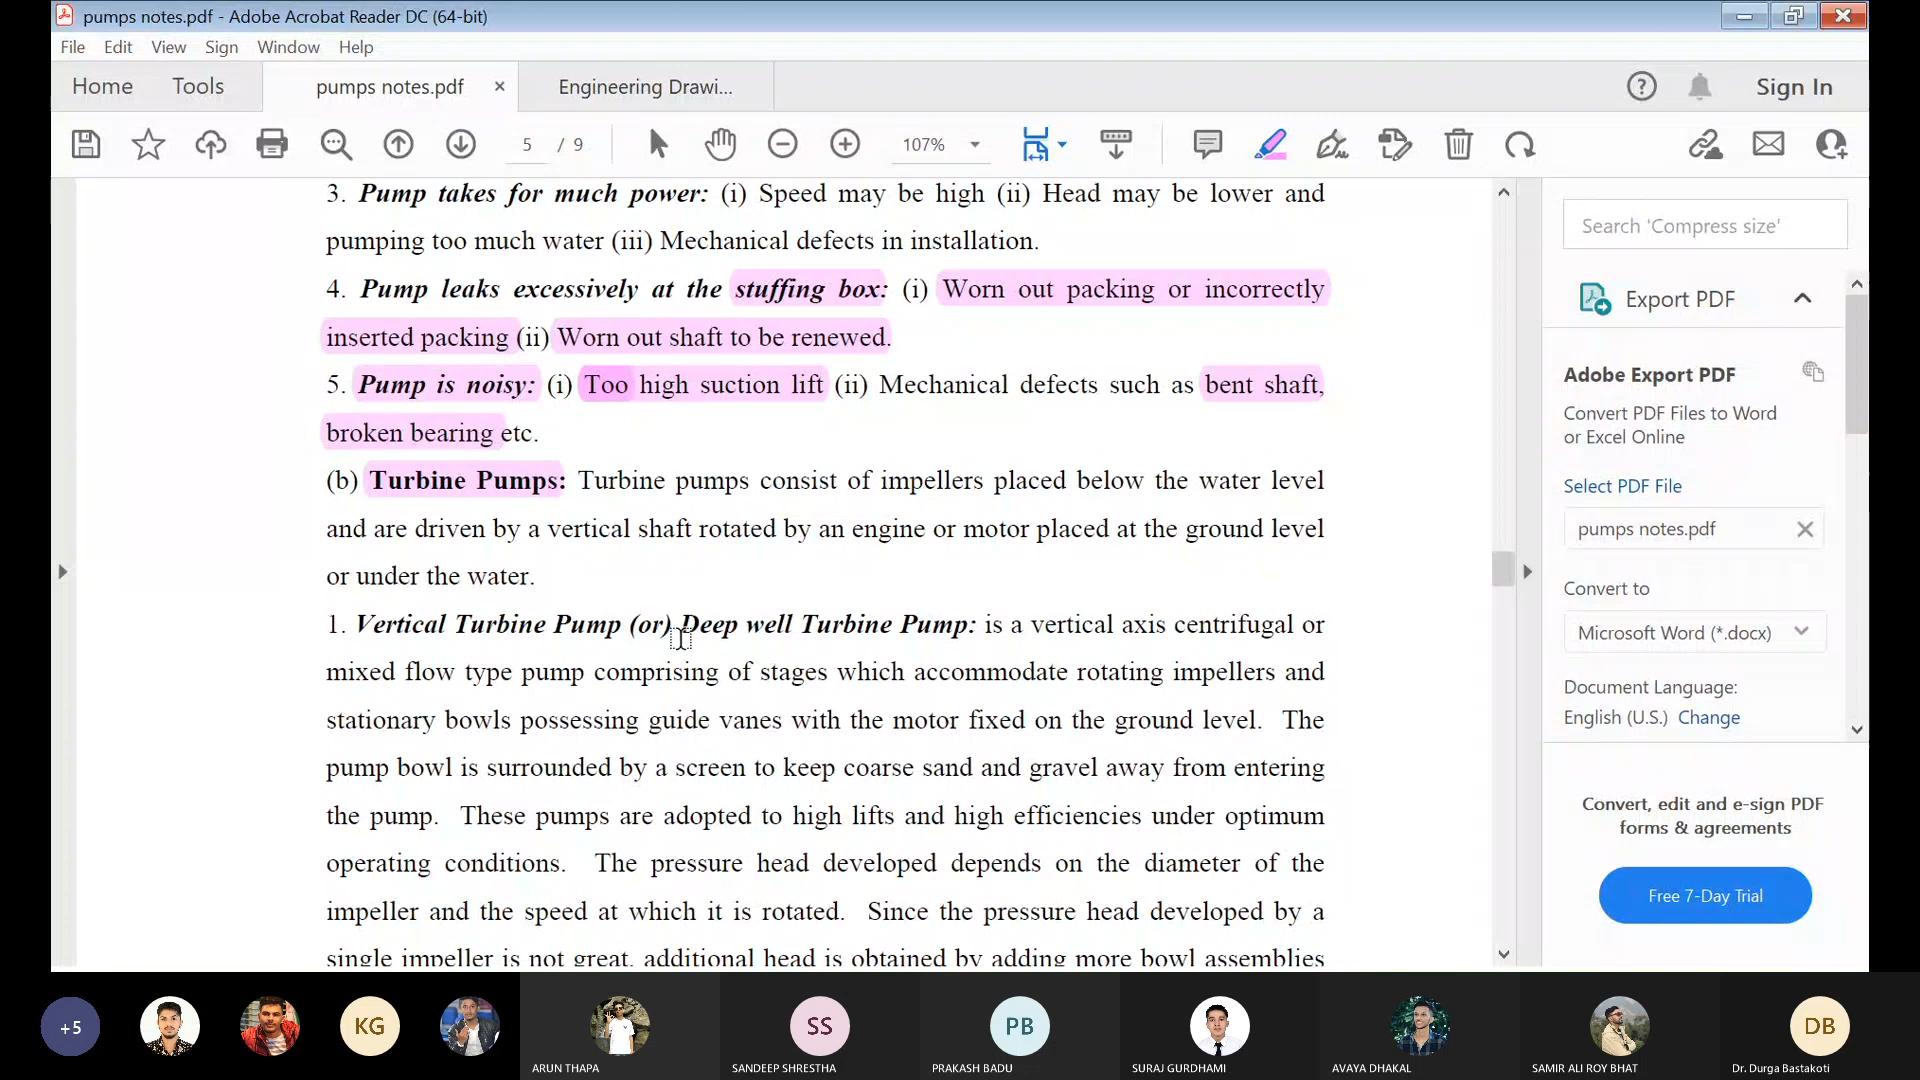 pumps notes.pdf - Adobe Acrobat Reader DC (64-bit)
File Edit View Sign Window Help
Home Tools pumps notes.pdf × Engineering Drawi... Sign In
5 / 9 107%
3. Pump takes for much power: (i) Speed may be high (ii) Head may be lower and
pumping too much water (iii) Mechanical defects in installation.
4. Pump leaks excessively at the stuffing box: (i) Worn out packing or incorrectly
inserted packing (ii) Worn out shaft to be renewed.
5. Pump is noisy: (i) Too high suction lift (ii) Mechanical defects such as bent shaft,
broken bearing etc.
(b) Turbine Pumps: Turbine pumps consist of impellers placed below the water level
and are driven by a vertical shaft rotated by an engine or motor placed at the ground level
or under the water.
1. Vertical Turbine Pump (or) Deep well Turbine Pump: is a vertical axis centrifugal or
mixed flow type pump comprising of stages which accommodate rotating impellers and
stationary bowls possessing guide vanes with the motor fixed on the ground level. The
pump bowl is surrounded by a screen to keep coarse sand and gravel away from entering
the pump. These pumps are adopted to high lifts and high efficiencies under optimum
operating conditions. The pressure head developed depends on the diameter of the
impeller and the speed at which it is rotated. Since the pressure head developed by a
single impeller is not great, additional head is obtained by adding more bowl assemblies
Search 'Compress size'
Export PDF
Adobe Export PDF
Convert PDF Files to Word
or Excel Online
Select PDF File
pumps notes.pdf
Convert to
Microsoft Word (*.docx)
Document Language:
English (U.S.) Change
Convert, edit and e-sign PDF
forms & agreements
Free 7-Day Trial
+5 KG SS PB DB
ARUN THAPA SANDEEP SHRESTHA PRAKASH BADU SURAJ GURDHAMI AVAYA DHAKAL SAMIR ALI ROY BHAT Dr. Durga Bastakoti